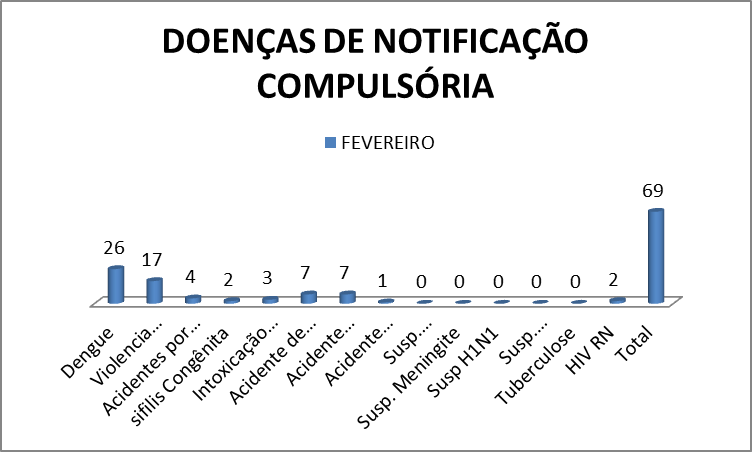 DOENÇAS DE NOTIFICAÇÃO
COMPULSÓRIA
FEVEREIRO
26
17
4
2
3
7
7
1
0
0
0
0
0
2
69
Dengue
Violencia...
Acidentes por...
sifilis Congênita
Intoxicação...
Acidente de...
Acidente...
Acidente...
Susp....
Susp. Meningite
Susp H1N1
Susp....
Tuberculose
HIV RN
Total